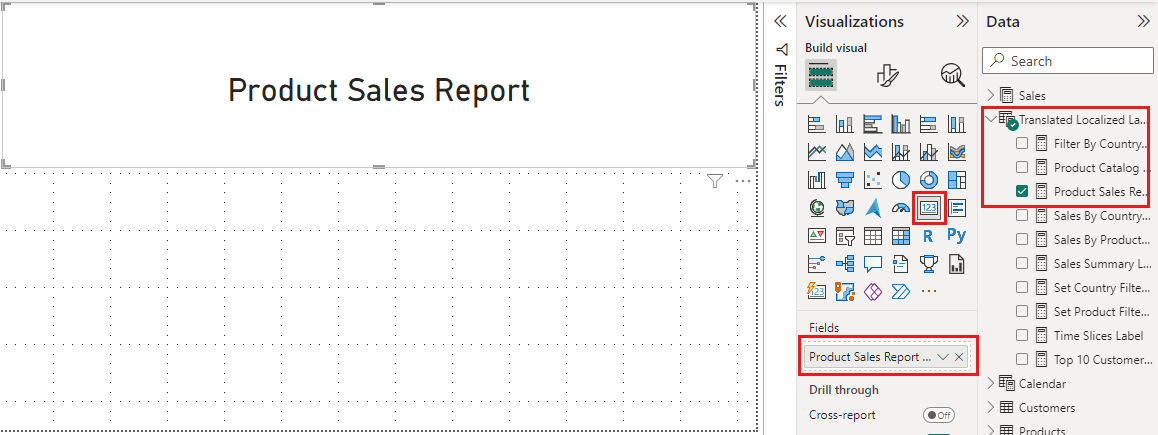 Product Sales Report
Filters
Visualizations
Build visual
123
R
Py
123
Fields
Product Sales Report ...
Drill through
Cross-report
Off
Data
Search
Sales
Translated Localized La...
Filter By Country...
Product Catalog ...
Product Sales Re...
Sales By Country...
Sales By Product...
Sales Summary L...
Set Country Filte...
Set Product Filte...
Time Slices Label
Top 10 Customer...
Calendar
Customers
Products